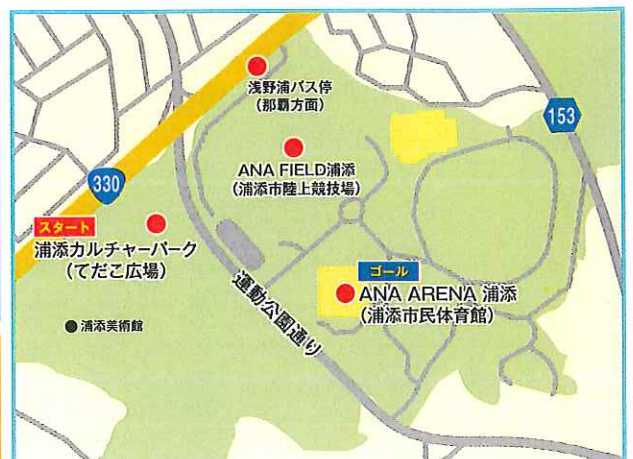 浅野浦バス停
(那覇方面)
153
ANA FIELD浦添
(浦添市陸上競技場)
330
スタート
浦添カルチャーパーク
(てだこ広場)
ゴール
ANA ARENA 浦添
(浦添市民体育館)
運動公園通り
浦添美術館